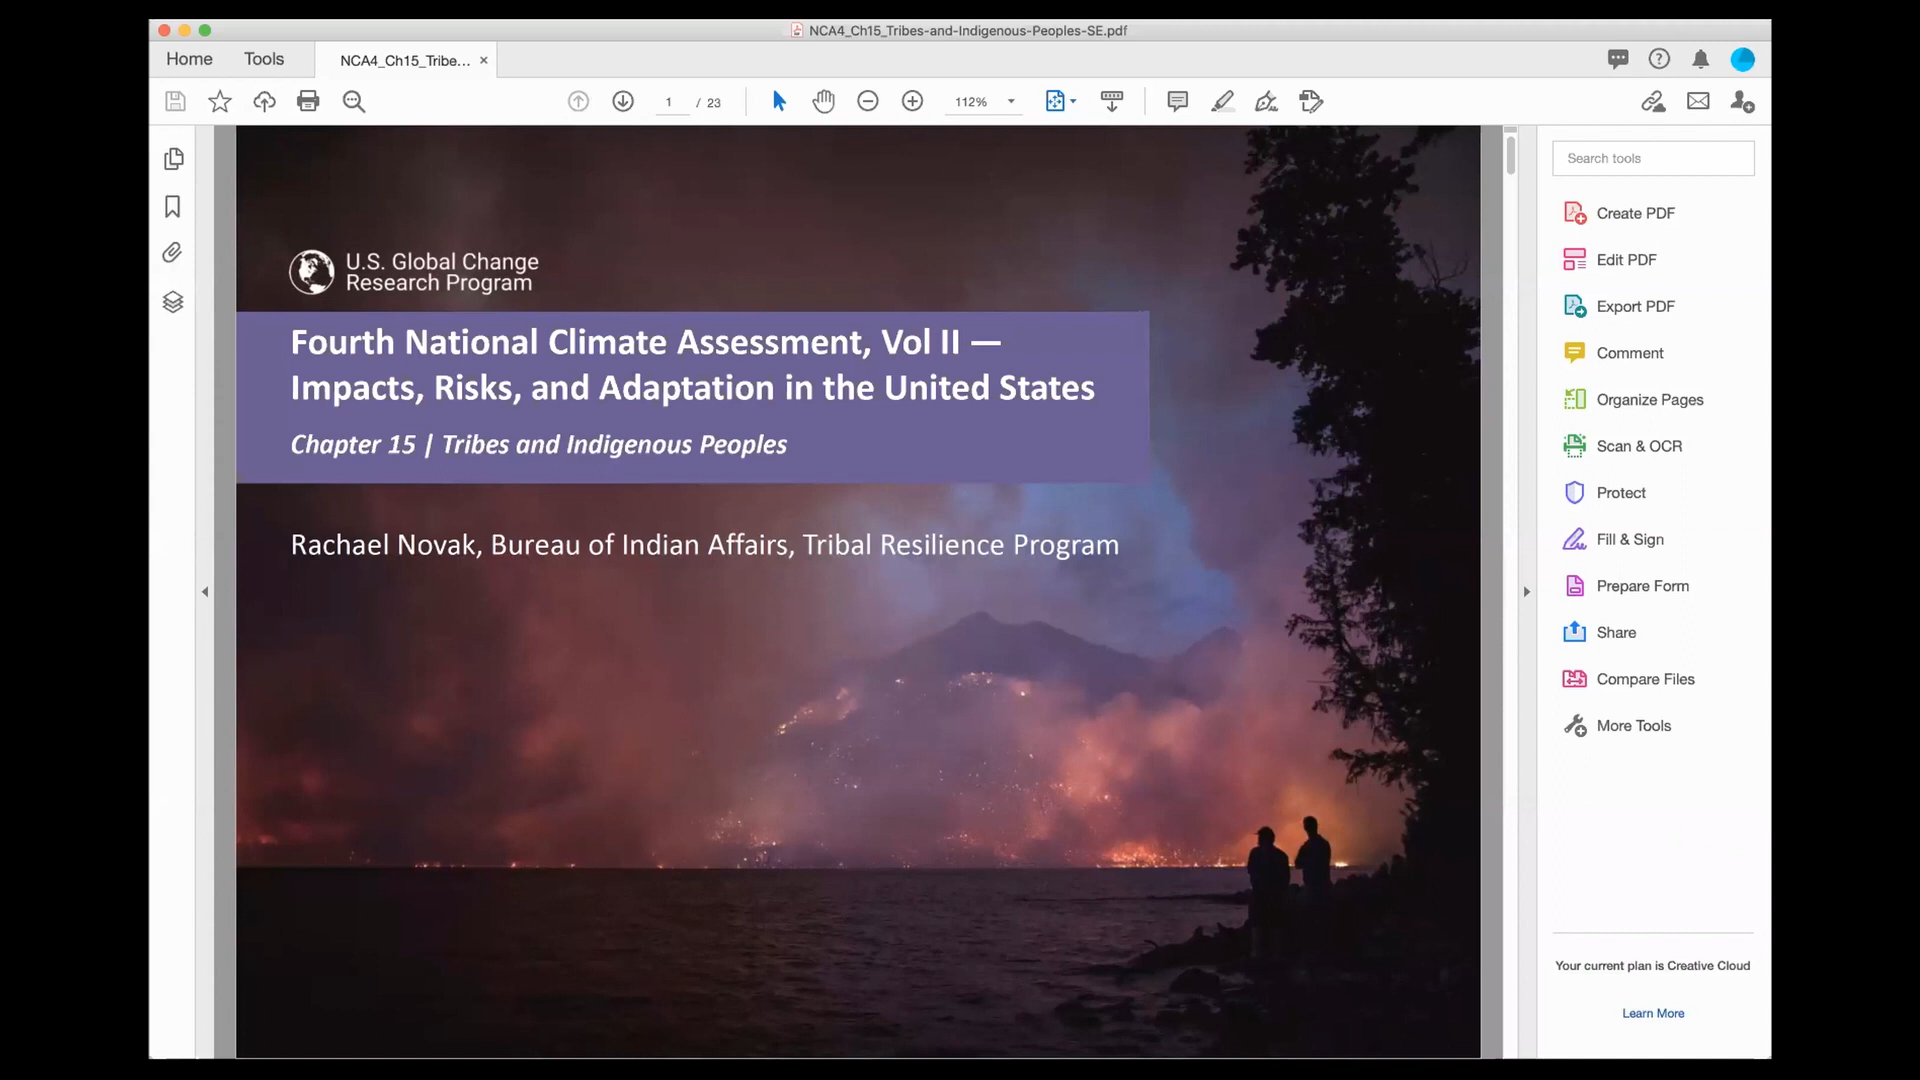 NCA4_Ch15_Tribes-and-Indigenous-Peoples-SE.pdf
Home
Tools
NCA4_Ch15_Tribe... ×
1 / 23
112%
U.S. Global Change
Research Program
Fourth National Climate Assessment, Vol II —
Impacts, Risks, and Adaptation in the United States
Chapter 15 | Tribes and Indigenous Peoples
Rachael Novak, Bureau of Indian Affairs, Tribal Resilience Program
Search tools
Create PDF
Edit PDF
Export PDF
Comment
Organize Pages
Scan & OCR
Protect
Fill & Sign
Prepare Form
Share
Compare Files
More Tools
Your current plan is Creative Cloud
Learn More